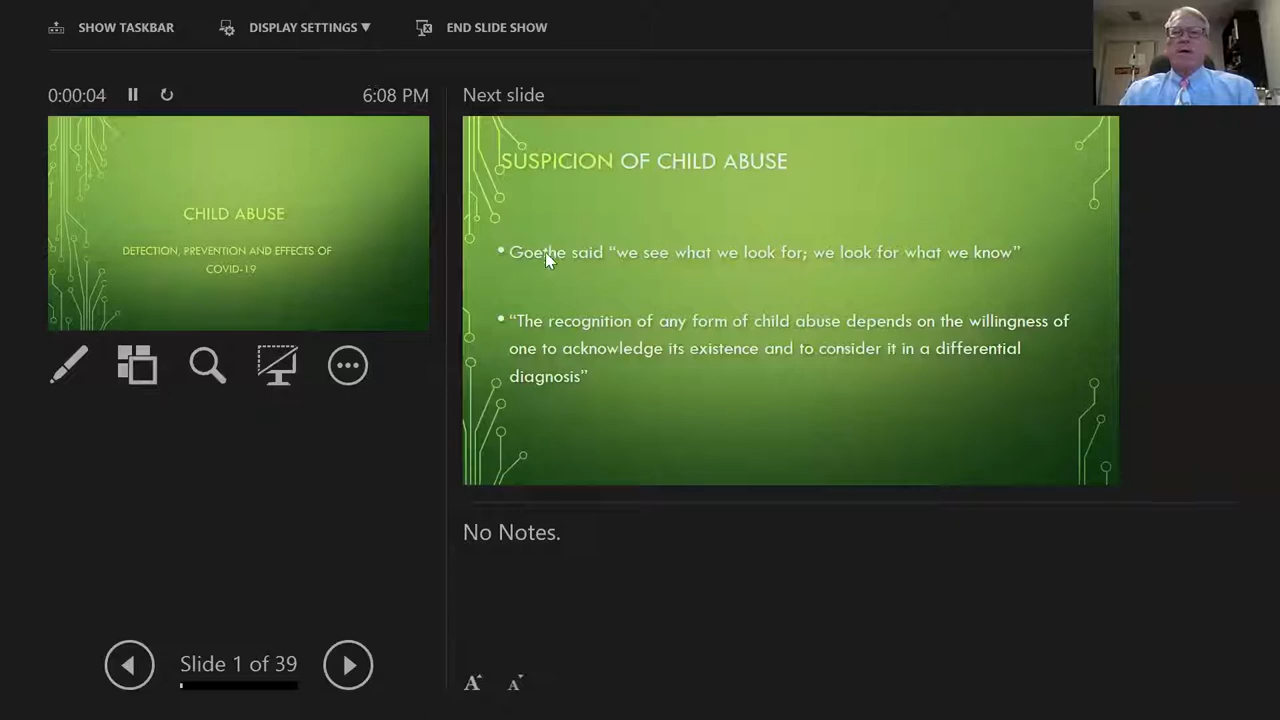 SHOW TASKBAR
DISPLAY SETTINGS ▼
END SLIDE SHOW
0:00:04
6:08 PM
Next slide
CHILD ABUSE
DETECTION, PREVENTION AND EFFECTS OF
COVID-19
SUSPICION OF CHILD ABUSE
• Goethe said “we see what we look for; we look for what we know”
• “The recognition of any form of child abuse depends on the willingness of
one to acknowledge its existence and to consider it in a differential
diagnosis”
No Notes.
Slide 1 of 39
A A